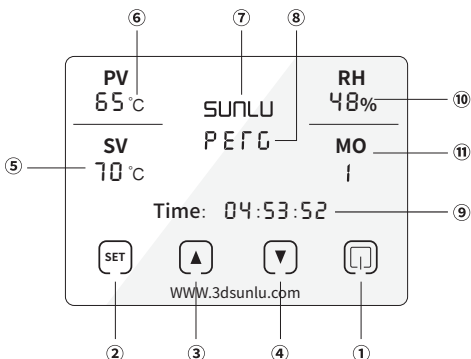 ⑥ ⑦ ⑧
PV SUNLU RH
65°C 48% ⑩
PETG
SV MO ⑪
⑤ 70°C 1
Time: 04:53:52 ⑨
SET ▲ ▼
WWW.3dsunlu.com
② ③ ④ ①